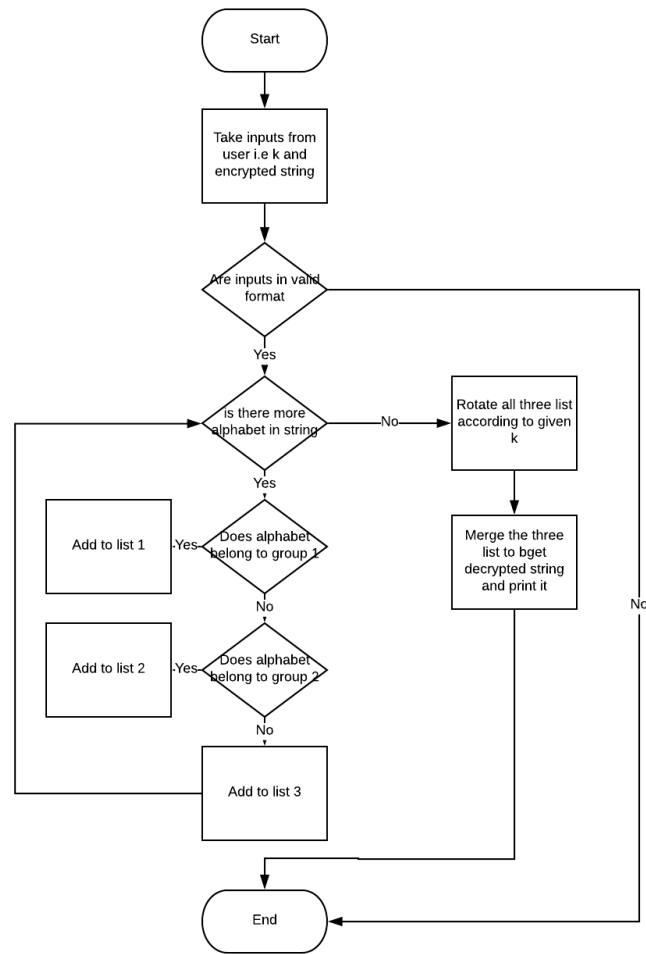 Start
Take inputs from
user i.e k and
encrypted string
Are inputs in valid
format
Yes
is there more
alphabet in string
No
Rotate all three list
according to given
k
Yes
Does alphabet
belong to group 1
Yes
Add to list 1
Merge the three
list to bget
decrypted string
and print it
No
No
Does alphabet
belong to group 2
Yes
Add to list 2
No
Add to list 3
End